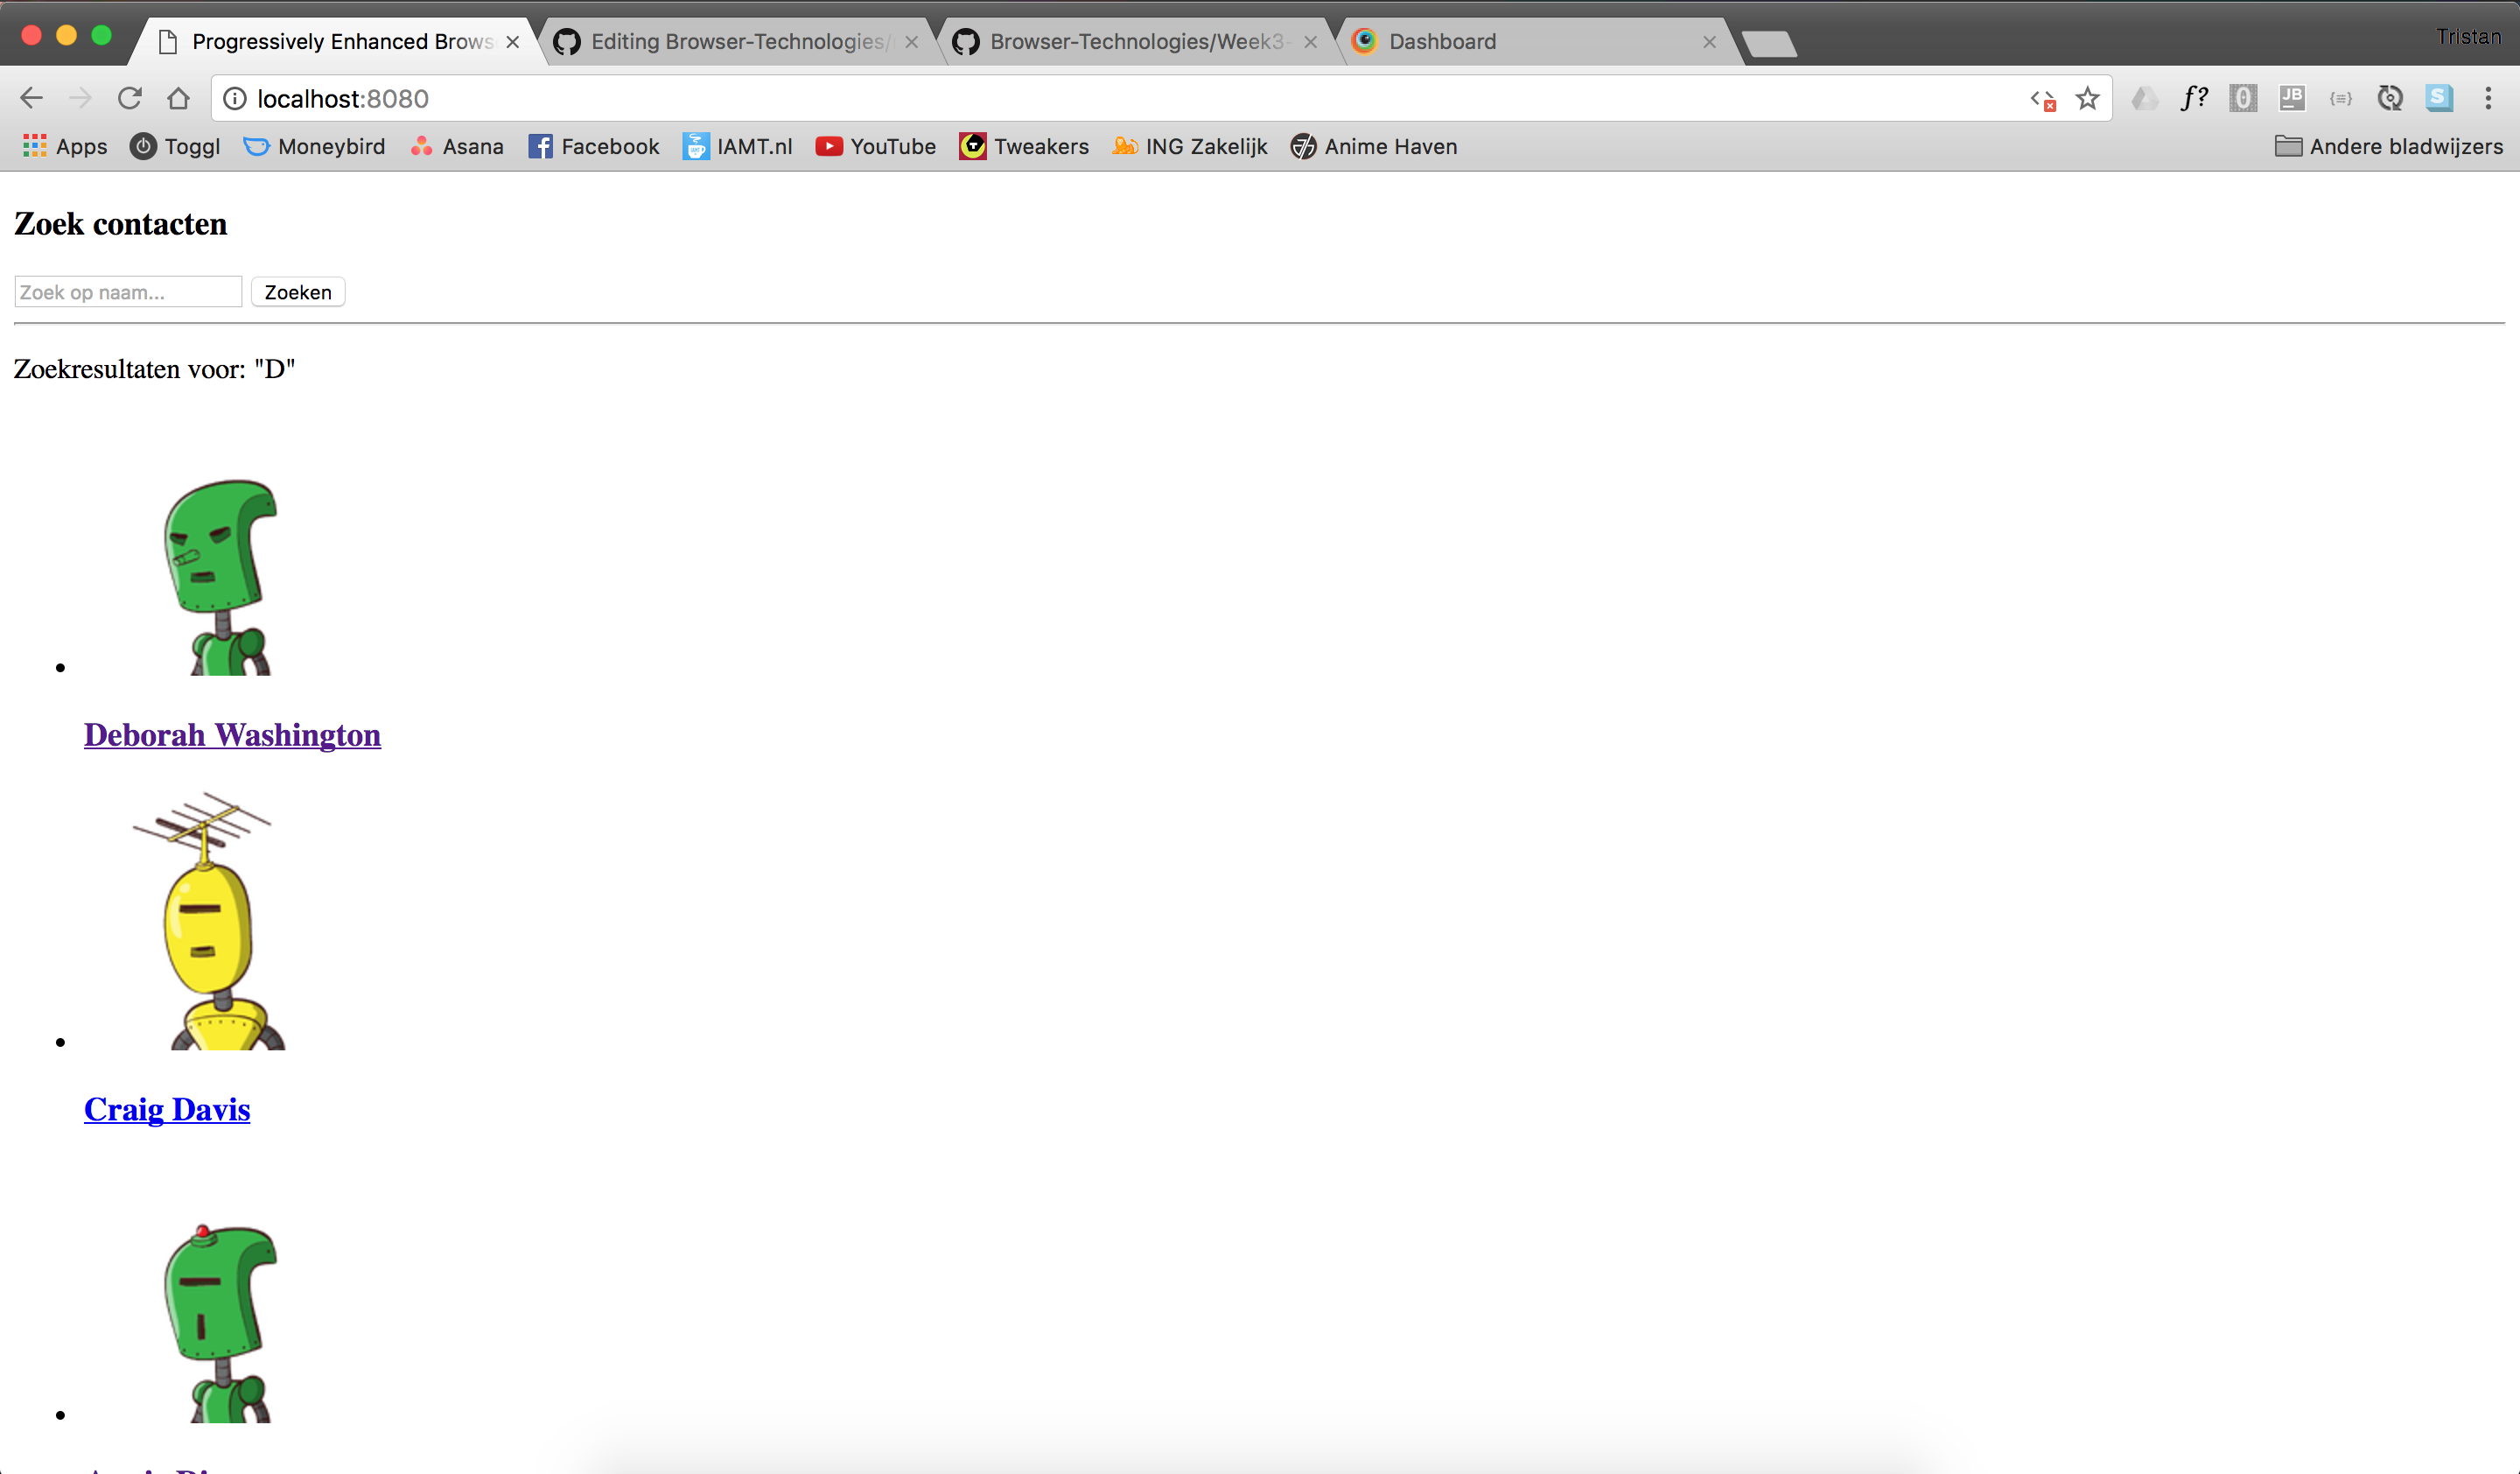 Tristan
Progressively Enhanced Brows
Editing Browser-Technologies/
Browser-Technologies/Week3-
Dashboard
localhost:8080
f?
JB
{≡}
S
Apps
Toggl
Moneybird
Asana
Facebook
IAMT.nl
YouTube
Tweakers
ING Zakelijk
Anime Haven
Andere bladwijzers
Zoek contacten
Zoek op naam...
Zoeken
Zoekresultaten voor: "D"
Deborah Washington
Craig Davis